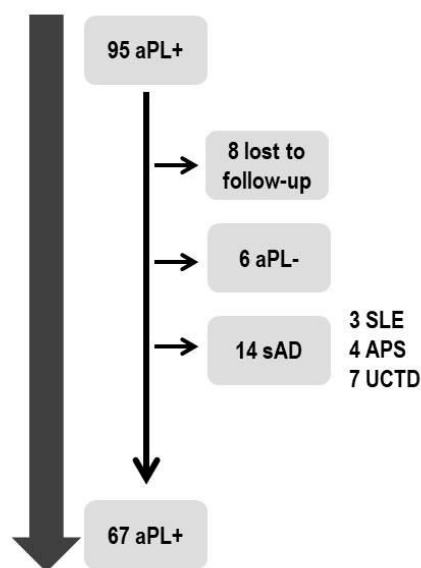 95 aPL+
8 lost to
follow-up
6 aPL-
14 sAD
3 SLE
4 APS
7 UCTD
67 aPL+